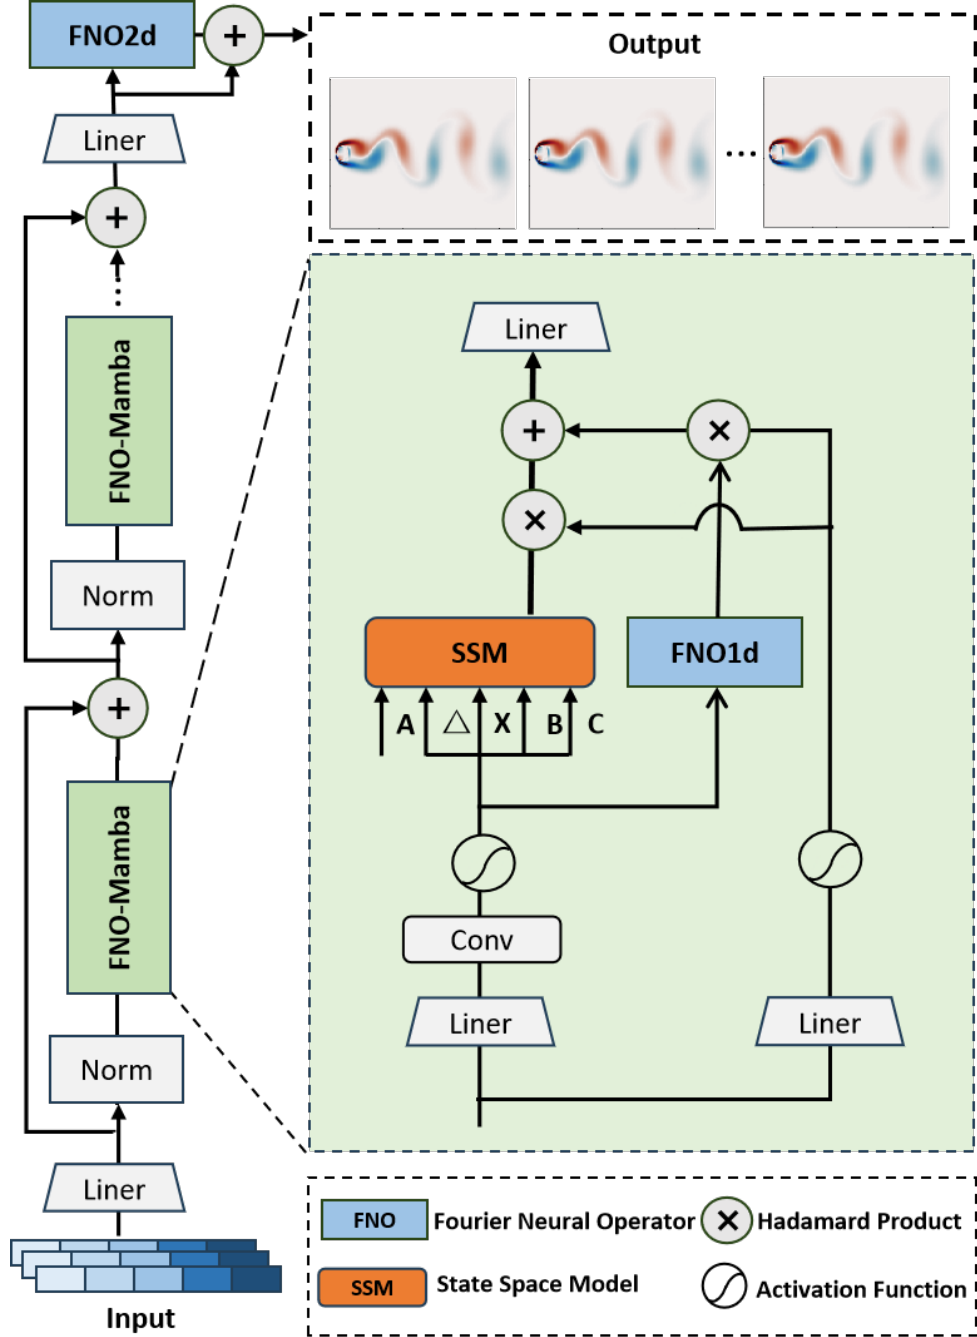 FNO2d
+
Output
Liner
...
+
...
FNO-Mamba
Norm
+
FNO-Mamba
Norm
Liner
Input
Liner
+
×
×
SSM
FNO1d
A
△
X
B
C
Conv
Liner
Liner
FNO Fourier Neural Operator
× Hadamard Product
SSM State Space Model
Activation Function